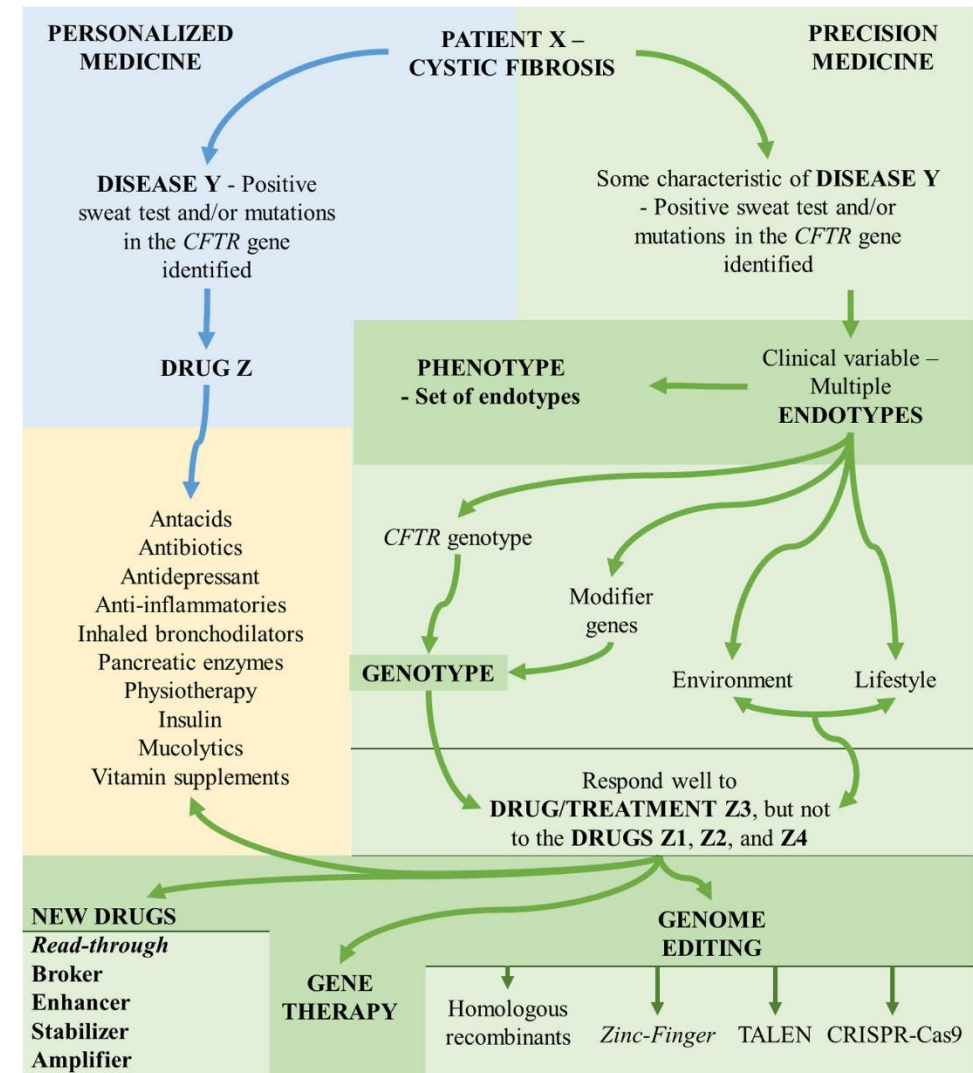 PERSONALIZED
MEDICINE
PATIENT X –
CYSTIC FIBROSIS
PRECISION
MEDICINE
DISEASE Y - Positive
sweat test and/or mutations
in the CFTR gene
identified
Some characteristic of DISEASE Y
- Positive sweat test and/or
mutations in the CFTR gene
identified
DRUG Z
PHENOTYPE
- Set of endotypes
Clinical variable –
Multiple
ENDOTYPES
Antacids
Antibiotics
Antidepressant
Anti-inflammatories
Inhaled bronchodilators
Pancreatic enzymes
Physiotherapy
Insulin
Mucolytics
Vitamin supplements
CFTR genotype
Modifier
genes
GENOTYPE
Environment
Lifestyle
Respond well to
DRUG/TREATMENT Z3, but not
to the DRUGS Z1, Z2, and Z4
NEW DRUGS
Read-through
Broker
Enhancer
Stabilizer
Amplifier
GENE
THERAPY
GENOME
EDITING
Homologous
recombinants
Zinc-Finger
TALEN
CRISPR-Cas9